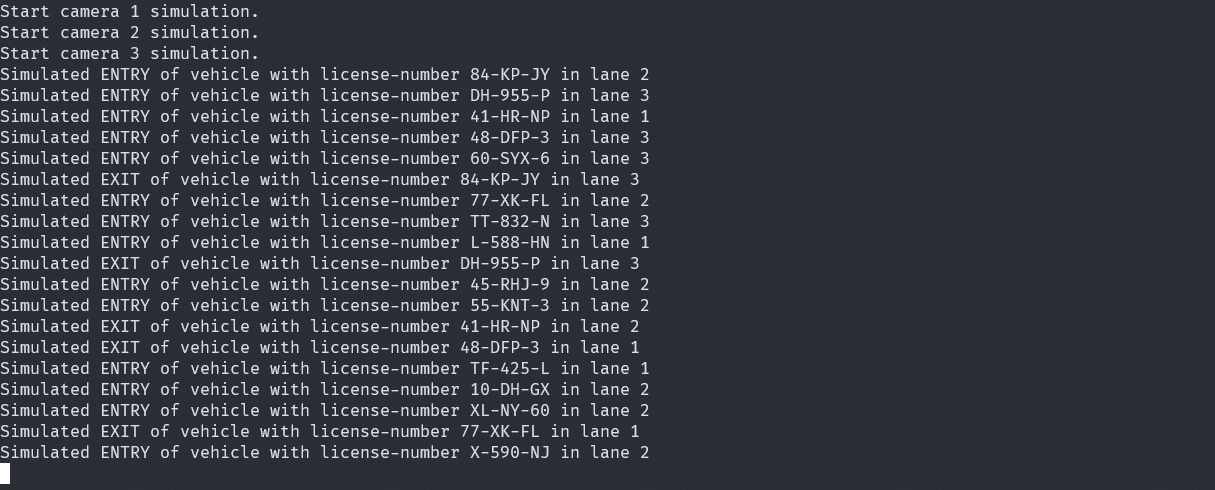 Start camera 1 simulation.
Start camera 2 simulation.
Start camera 3 simulation.
Simulated ENTRY of vehicle with license-number 84-KP-JY in lane 2
Simulated ENTRY of vehicle with license-number DH-955-P in lane 3
Simulated ENTRY of vehicle with license-number 41-HR-NP in lane 1
Simulated ENTRY of vehicle with license-number 48-DFP-3 in lane 3
Simulated ENTRY of vehicle with license-number 60-SYX-6 in lane 3
Simulated EXIT of vehicle with license-number 84-KP-JY in lane 3
Simulated ENTRY of vehicle with license-number 77-XK-FL in lane 2
Simulated ENTRY of vehicle with license-number TT-832-N in lane 3
Simulated ENTRY of vehicle with license-number L-588-HN in lane 1
Simulated EXIT of vehicle with license-number DH-955-P in lane 3
Simulated ENTRY of vehicle with license-number 45-RHJ-9 in lane 2
Simulated ENTRY of vehicle with license-number 55-KNT-3 in lane 2
Simulated EXIT of vehicle with license-number 41-HR-NP in lane 2
Simulated EXIT of vehicle with license-number 48-DFP-3 in lane 1
Simulated ENTRY of vehicle with license-number TF-425-L in lane 1
Simulated ENTRY of vehicle with license-number 10-DH-GX in lane 2
Simulated ENTRY of vehicle with license-number XL-NY-60 in lane 2
Simulated EXIT of vehicle with license-number 77-XK-FL in lane 1
Simulated ENTRY of vehicle with license-number X-590-NJ in lane 2